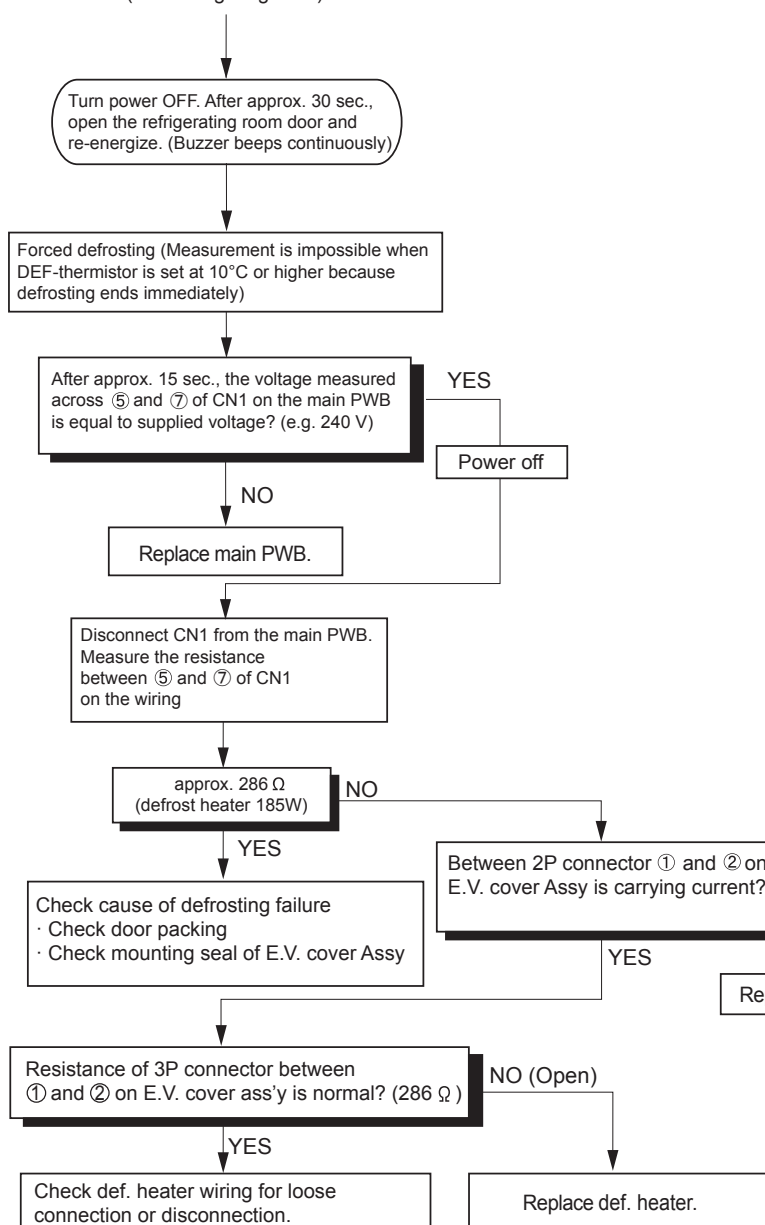 Turn power OFF. After approx. 30 sec.,
open the refrigerating room door and
re-energize. (Buzzer beeps continuously)
Forced defrosting (Measurement is impossible when
DEF-thermistor is set at 10°C or higher because
defrosting ends immediately)
After approx. 15 sec., the voltage measured
across ⑤ and ⑦ of CN1 on the main PWB
is equal to supplied voltage? (e.g. 240 V)
YES
Power off
NO
Replace main PWB.
Disconnect CN1 from the main PWB.
Measure the resistance
between ⑤ and ⑦ of CN1
on the wiring
approx. 286 Ω
(defrost heater 185W)
NO
YES
Between 2P connector ① and ② on
E.V. cover Assy is carrying current?
Check cause of defrosting failure
· Check door packing
· Check mounting seal of E.V. cover Assy
YES
Re
Resistance of 3P connector between
① and ② on E.V. cover ass'y is normal? (286 Ω )
NO (Open)
YES
Check def. heater wiring for loose
connection or disconnection.
Replace def. heater.